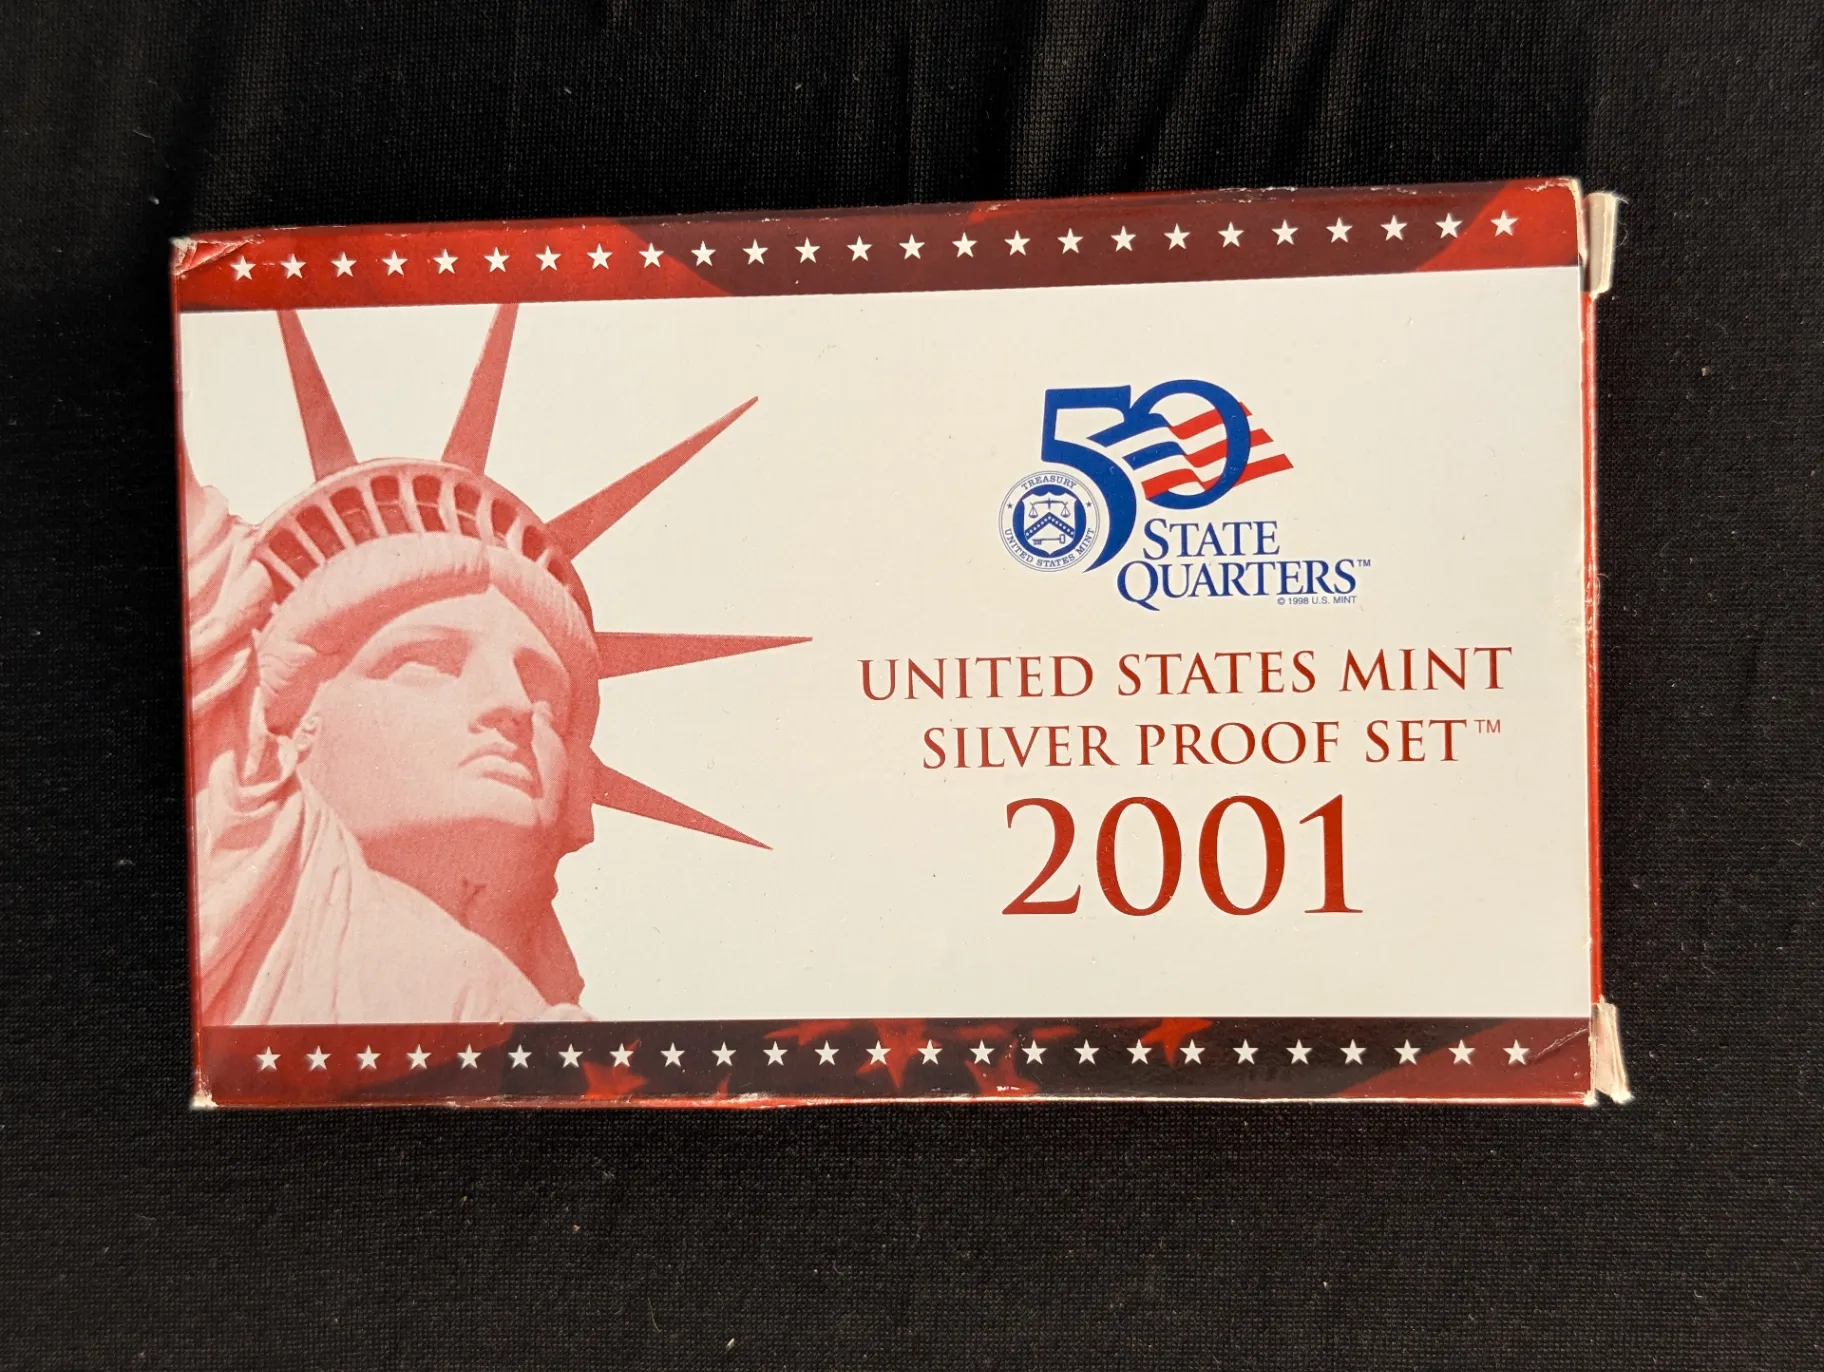 50
TREASURY
UNITED STATES MINT
STATE
QUARTERS™
© 1998 U.S. MINT
UNITED STATES MINT
SILVER PROOF SET™
2001